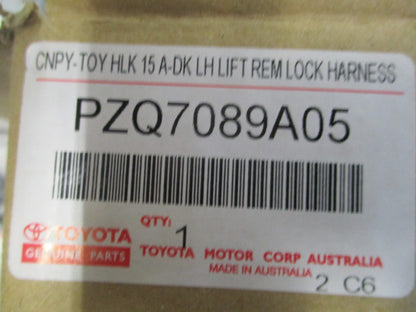 CNPY-TOY HLK 15 A-DK LH LIFT REM LOCK HARNESS
PZQ7089A05
QTY: 1
TOYOTA
GENUINE PARTS
TOYOTA MOTOR CORP AUSTRALIA
MADE IN AUSTRALIA
2 C6